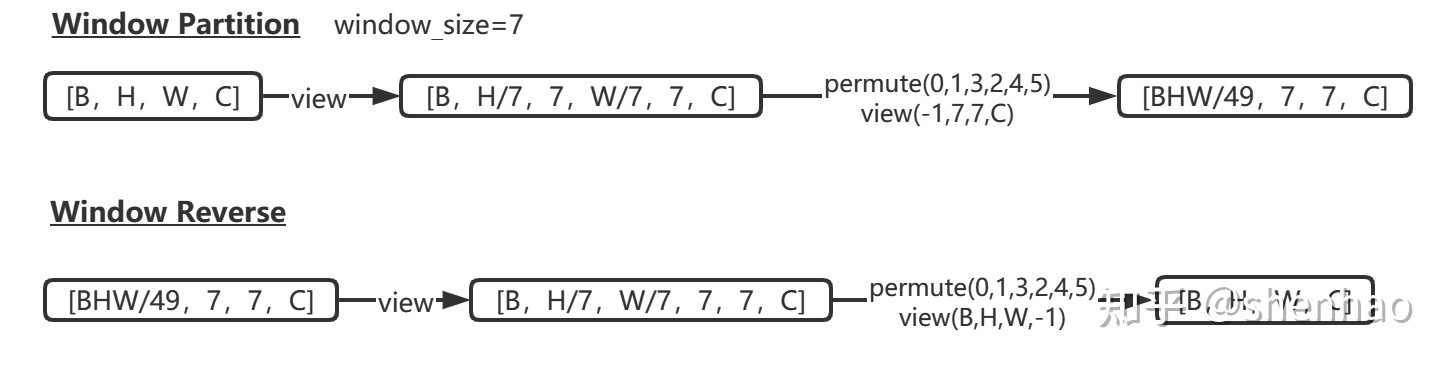 Window Partition window_size=7
[B, H, W, C]
view
[B, H/7, 7, W/7, 7, C]
permute(0,1,3,2,4,5)
view(-1,7,7,C)
[BHW/49, 7, 7, C]
Window Reverse
[BHW/49, 7, 7, C]
view
[B, H/7, W/7, 7, 7, C]
permute(0,1,3,2,4,5)
view(B,H,W,-1)
[B, H, W, C]
知乎 @shenhao